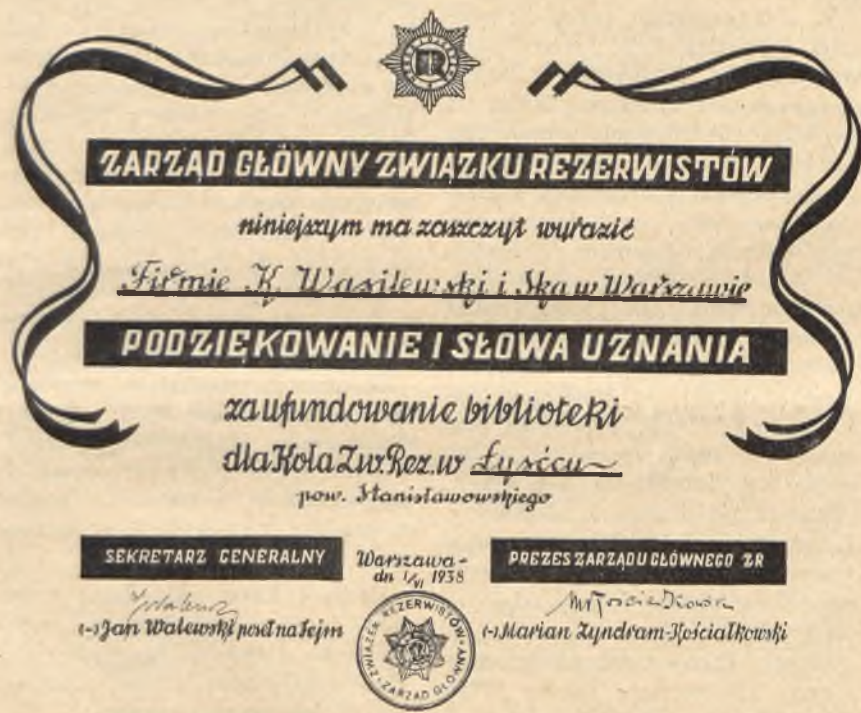 ZARZĄD GŁÓWNY ZWIĄZKU REZERWISTÓW
niniejszym ma zaszczyt wyrazić
Firmie K. Wasilewski i Ska w Warszawie
PODZIĘKOWANIE I SŁOWA UZNANIA
za ufundowanie biblioteki
dla Koła Zw. Rez. w Łyśccu
pow. Stanisławowskiego
SEKRETARZ GENERALNY
Warszawa -
dn 1/VI 1938
PREZES ZARZĄDU GŁÓWNEGO ZR
(-) Jan Walewski poseł na Sejm
(-) Marian Zyndram-Kościałkowski
ZWIĄZEK REZERWISTÓW
ZARZĄD GŁÓWNY